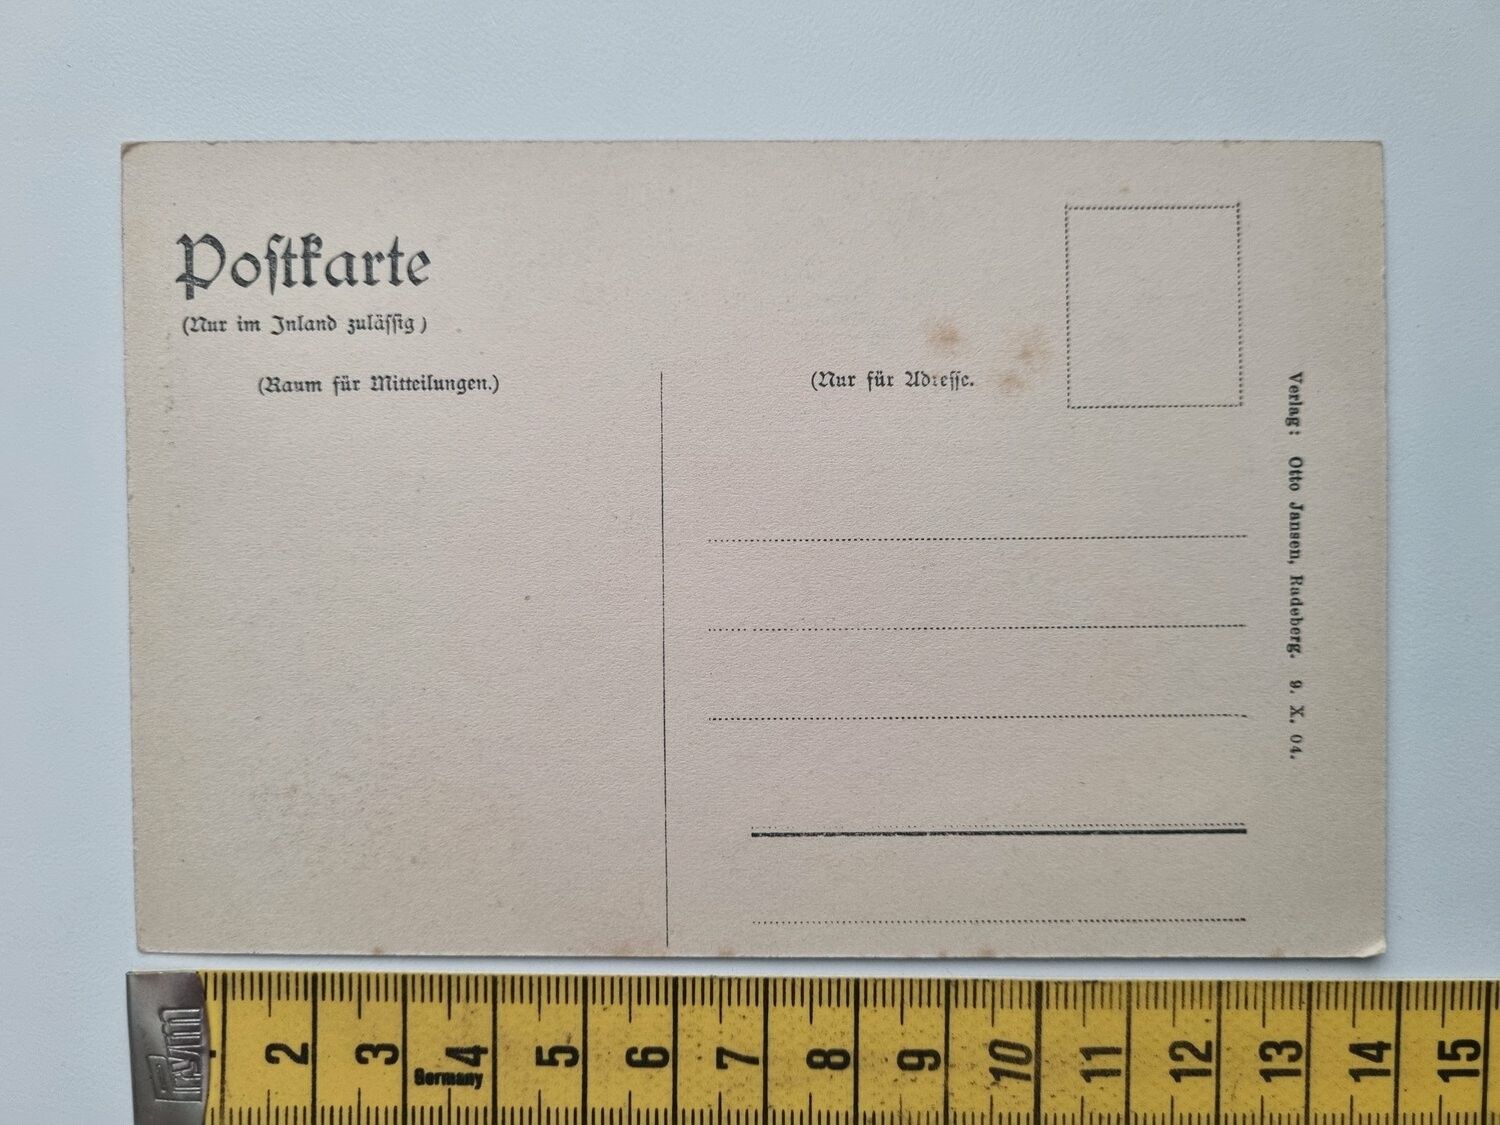 Poſtkarte
(Nur im Inland zuläſſig)
(Raum für Mitteilungen.)
(Nur für Adreſſe.
Verlag: Otto Jansen, Radeberg. 9. X. 04.
Prym
2 3 4 5 6 7 8 9 10 11 12 13 14 15
Germany